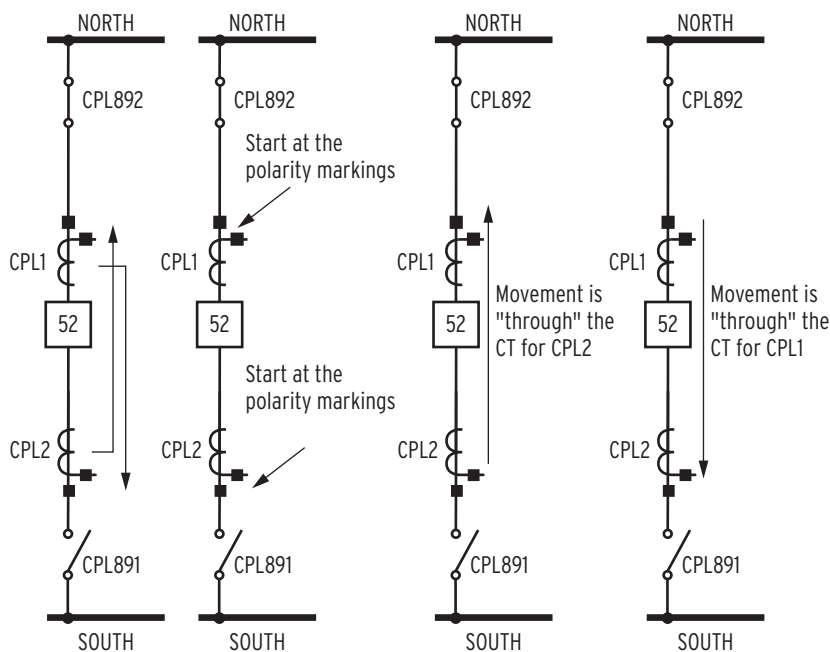 NORTH
NORTH
NORTH
NORTH
CPL892
CPL892
CPL892
CPL892
Start at the
polarity markings
CPL1
CPL1
CPL1
CPL1
52
52
52
52
Movement is
"through" the
CT for CPL2
Movement is
"through" the
CT for CPL1
Start at the
polarity markings
CPL2
CPL2
CPL2
CPL2
CPL891
CPL891
CPL891
CPL891
SOUTH
SOUTH
SOUTH
SOUTH